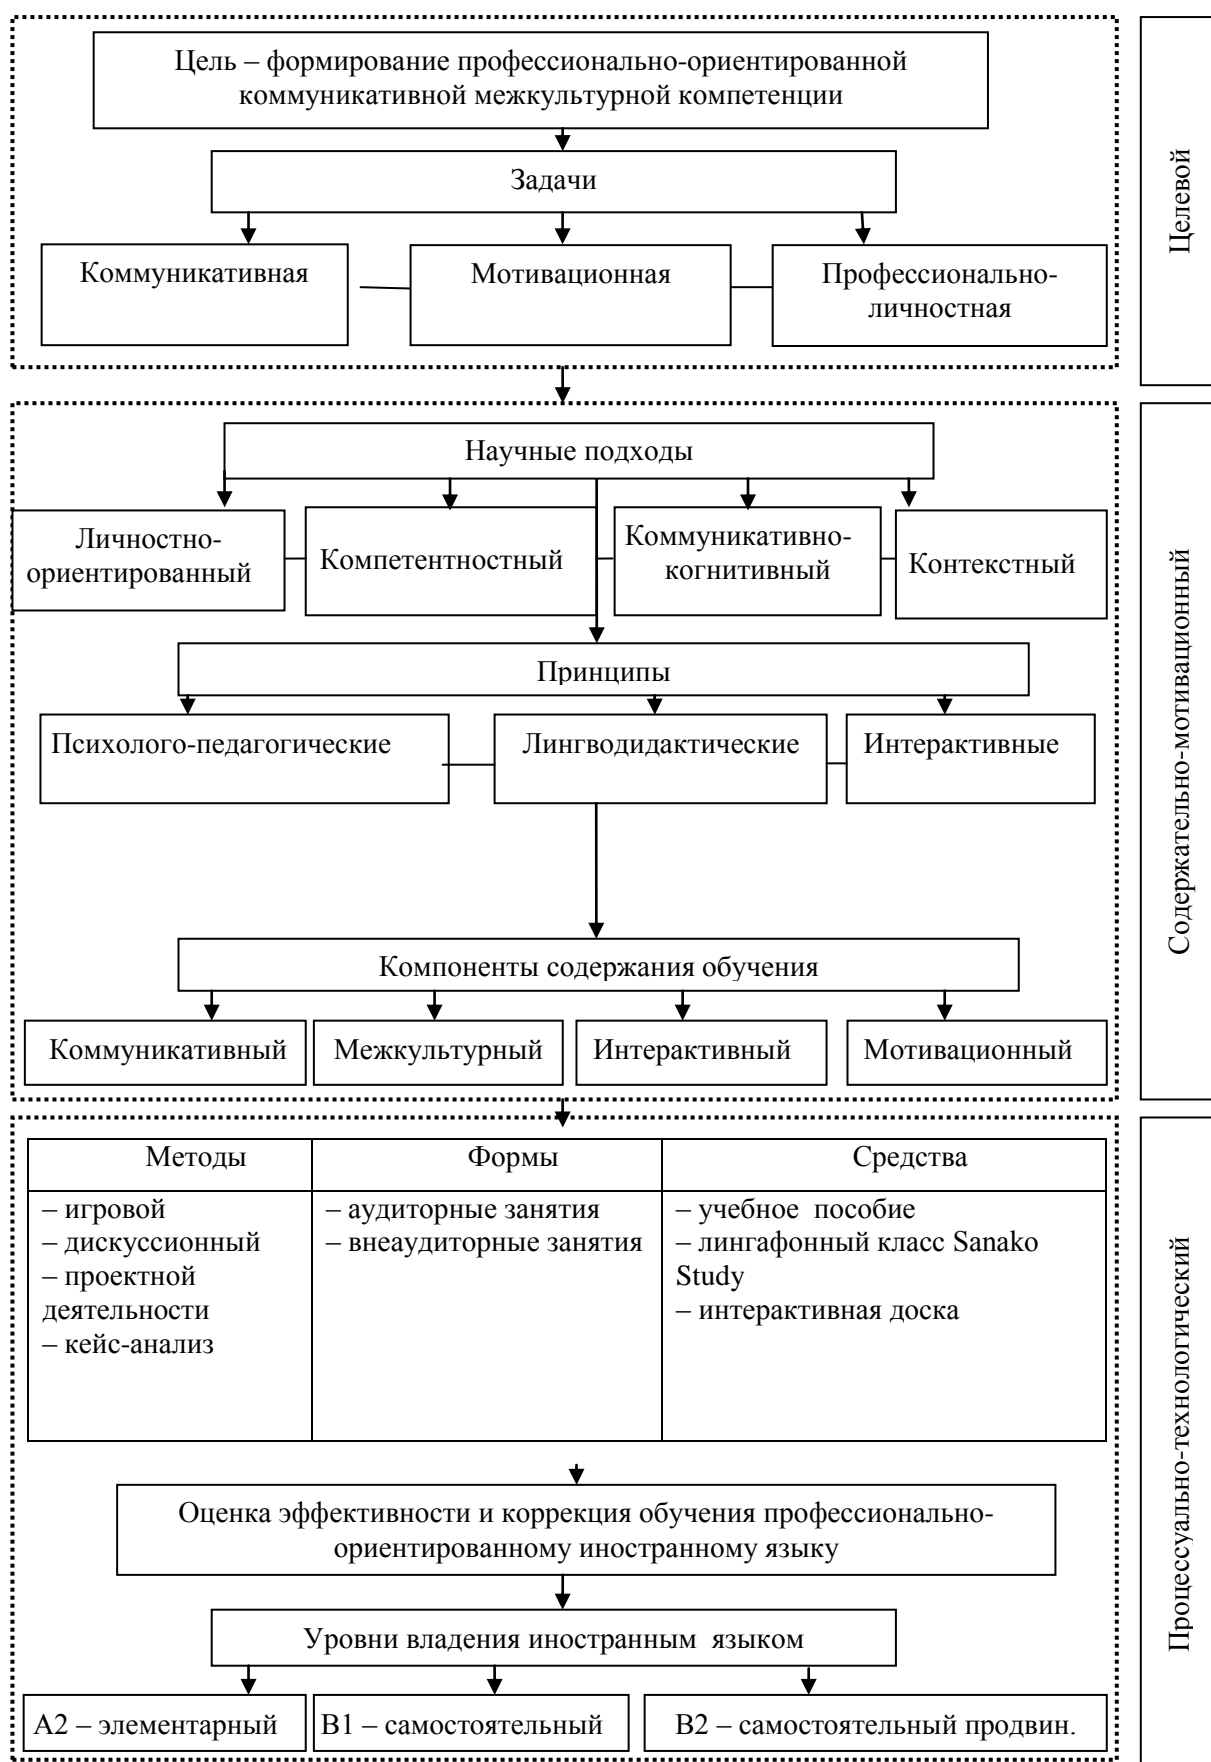 Цель – формирование профессионально-ориентированной
коммуникативной межкультурной компетенции
Задачи
Коммуникативная
Мотивационная
Профессионально-
личностная
Целевой
Научные подходы
Личностно-
ориентированный
Компетентностный
Коммуникативно-
когнитивный
Контекстный
Принципы
Психолого-педагогические
Лингводидактические
Интерактивные
Компоненты содержания обучения
Коммуникативный
Межкультурный
Интерактивный
Мотивационный
Содержательно-мотивационный
Методы
– игровой
– дискуссионный
– проектной
деятельности
– кейс-анализ
Формы
– аудиторные занятия
– внеаудиторные занятия
Средства
– учебное пособие
– лингафонный класс Sanako
Study
– интерактивная доска
Оценка эффективности и коррекция обучения профессионально-
ориентированному иностранному языку
Уровни владения иностранным языком
А2 – элементарный
В1 – самостоятельный
В2 – самостоятельный продвин.
Процессуально-технологический